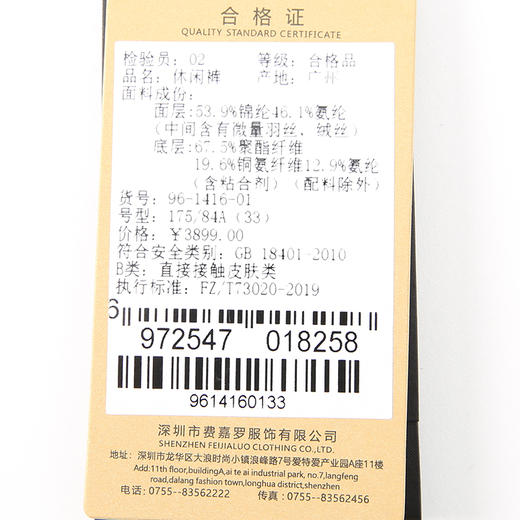 合格证
QUALITY STANDARD CERTIFICATE
检验员: 02 等级: 合格品
品名: 休闲裤 产地: 广州
面料成份:
面层:53.9%锦纶46.1%氨纶
(中间含有微量羽丝、绒丝)
底层:67.5%聚酯纤维
19.6%铜氨纤维12.9%氨纶
(含粘合剂)(配料除外)
货号: 96-1416-01
号型: 175/84A (33)
价格: ¥3899.00
符合安全类别: GB 18401-2010
B类: 直接接触皮肤类
执行标准: FZ/T73020-2019
6 972547 018258
9614160133
深圳市费嘉罗服饰有限公司
SHENZHEN FEIJIALUO CLOTHING CO.,LTD.
地址:深圳市龙华区大浪时尚小镇浪峰路7号爱特爱产业园A座11楼
Add:11th floor,buildingA,ai te ai industrial park, no.7,langfeng
road,dalang fashion town,longhua district,shenzhen
电话: 0755--83562222 传真: 0755--83562456